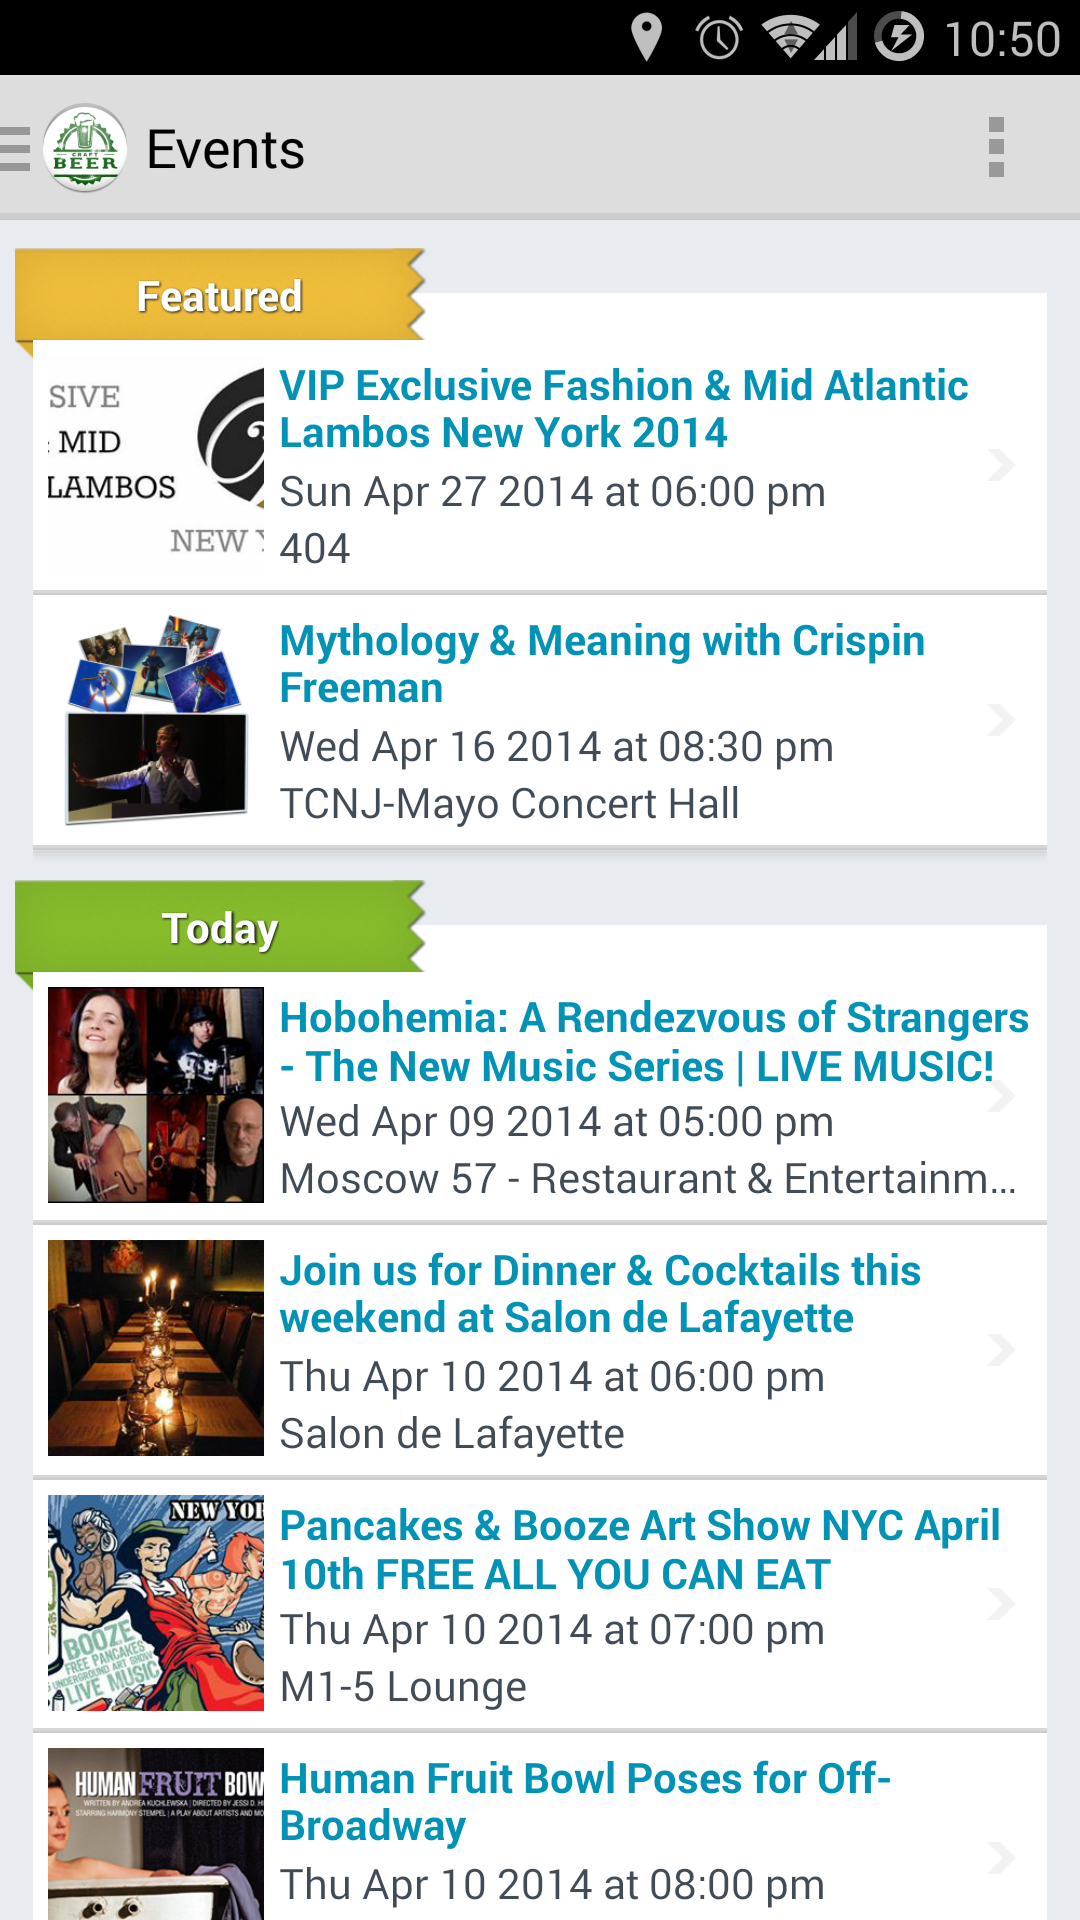 10:50
CRAFT
BEER
Events
Featured
SIVE
MID
LAMBOS
NEW
VIP Exclusive Fashion & Mid Atlantic
Lambos New York 2014
Sun Apr 27 2014 at 06:00 pm
404
Mythology & Meaning with Crispin
Freeman
Wed Apr 16 2014 at 08:30 pm
TCNJ-Mayo Concert Hall
Today
Hobohemia: A Rendezvous of Strangers
- The New Music Series | LIVE MUSIC!
Wed Apr 09 2014 at 05:00 pm
Moscow 57 - Restaurant & Entertainm...
Join us for Dinner & Cocktails this
weekend at Salon de Lafayette
Thu Apr 10 2014 at 06:00 pm
Salon de Lafayette
NEW YOR
BOOZE
FREE PANCAKES
UNDERGROUND ART SHOW
LIVE MUSIC
Pancakes & Booze Art Show NYC April
10th FREE ALL YOU CAN EAT
Thu Apr 10 2014 at 07:00 pm
M1-5 Lounge
HUMAN FRUIT BOW
WRITTEN BY ANDREA KUCHLEWSKA | DIRECTED BY JESSI D. H
STARRING HARMONY STEMPEL | A PLAY ABOUT ARTISTS AND MO
Human Fruit Bowl Poses for Off-
Broadway
Thu Apr 10 2014 at 08:00 pm